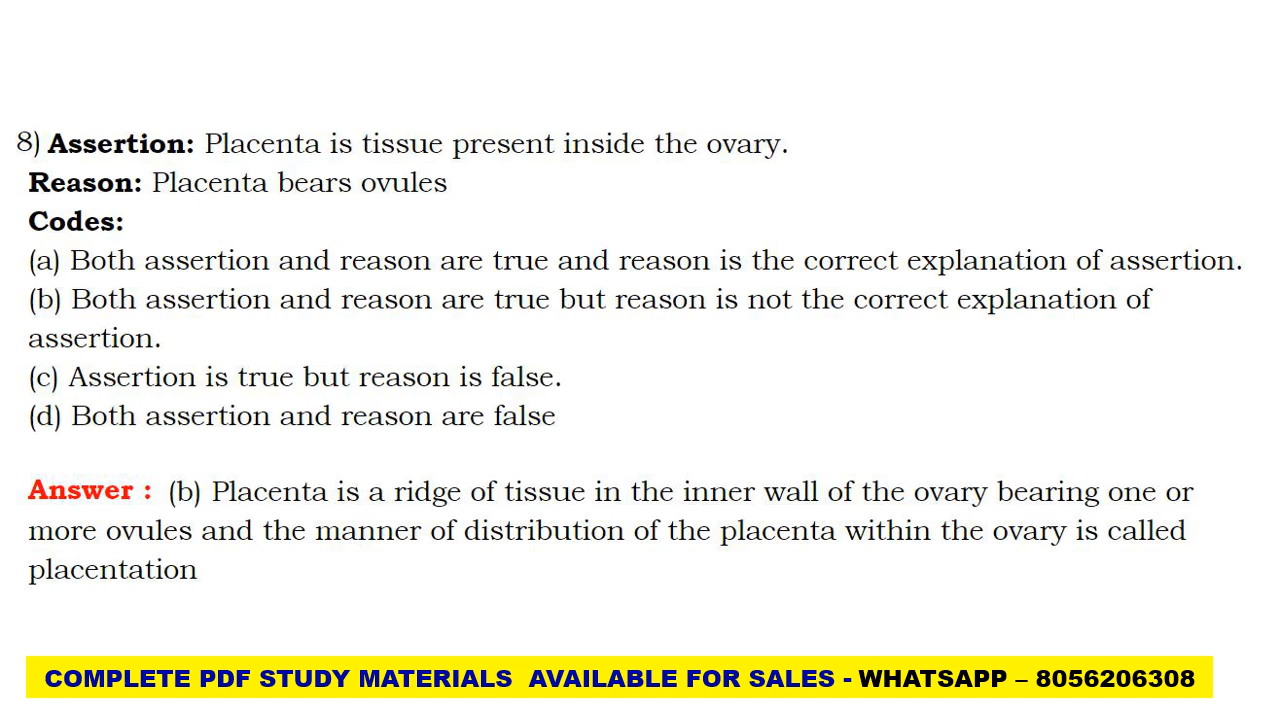 8) Assertion: Placenta is tissue present inside the ovary.
Reason: Placenta bears ovules
Codes:
(a) Both assertion and reason are true and reason is the correct explanation of assertion.
(b) Both assertion and reason are true but reason is not the correct explanation of
assertion.
(c) Assertion is true but reason is false.
(d) Both assertion and reason are false
Answer : (b) Placenta is a ridge of tissue in the inner wall of the ovary bearing one or
more ovules and the manner of distribution of the placenta within the ovary is called
placentation
COMPLETE PDF STUDY MATERIALS AVAILABLE FOR SALES - WHATSAPP – 8056206308